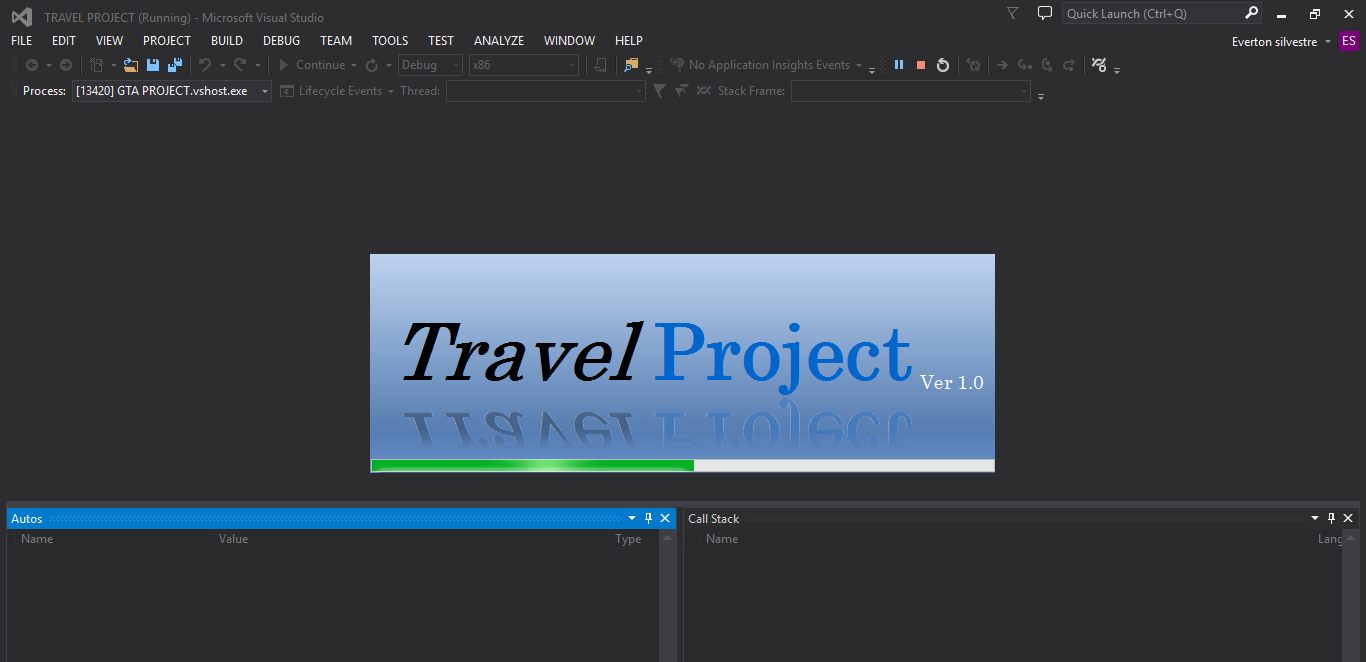 TRAVEL PROJECT (Running) - Microsoft Visual Studio
Quick Launch (Ctrl+Q)
FILE EDIT VIEW PROJECT BUILD DEBUG TEAM TOOLS TEST ANALYZE WINDOW HELP
Everton silvestre ES
Continue Debug x86 No Application Insights Events
Process: [13420] GTA PROJECT.vshost.exe Lifecycle Events Thread: Stack Frame:
Travel Project Ver 1.0
Travel Project
Autos
Name Value Type
Call Stack
Name Lang